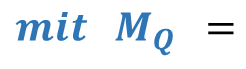 mit M_Q =